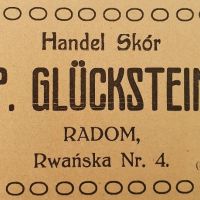 Handel Skór
P. GLÜCKSTEIN
RADOM,
Rwańska Nr. 4.